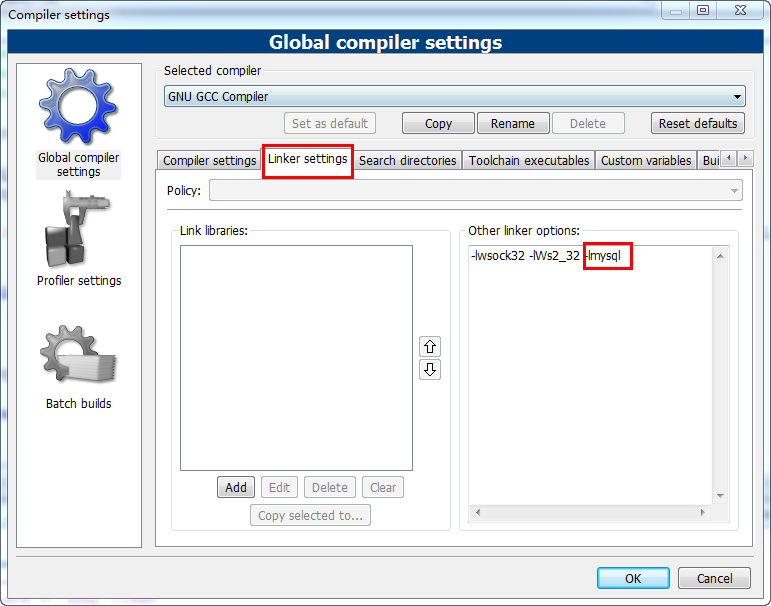 Compiler settings
Global compiler settings
Global compiler
settings
Profiler settings
Batch builds
Selected compiler
GNU GCC Compiler
Set as default
Copy
Rename
Delete
Reset defaults
Compiler settings
Linker settings
Search directories
Toolchain executables
Custom variables
Bui
Policy:
Link libraries:
Add
Edit
Delete
Clear
Copy selected to...
Other linker options:
-lwsock32 -lWs2_32 -lmysql
OK
Cancel